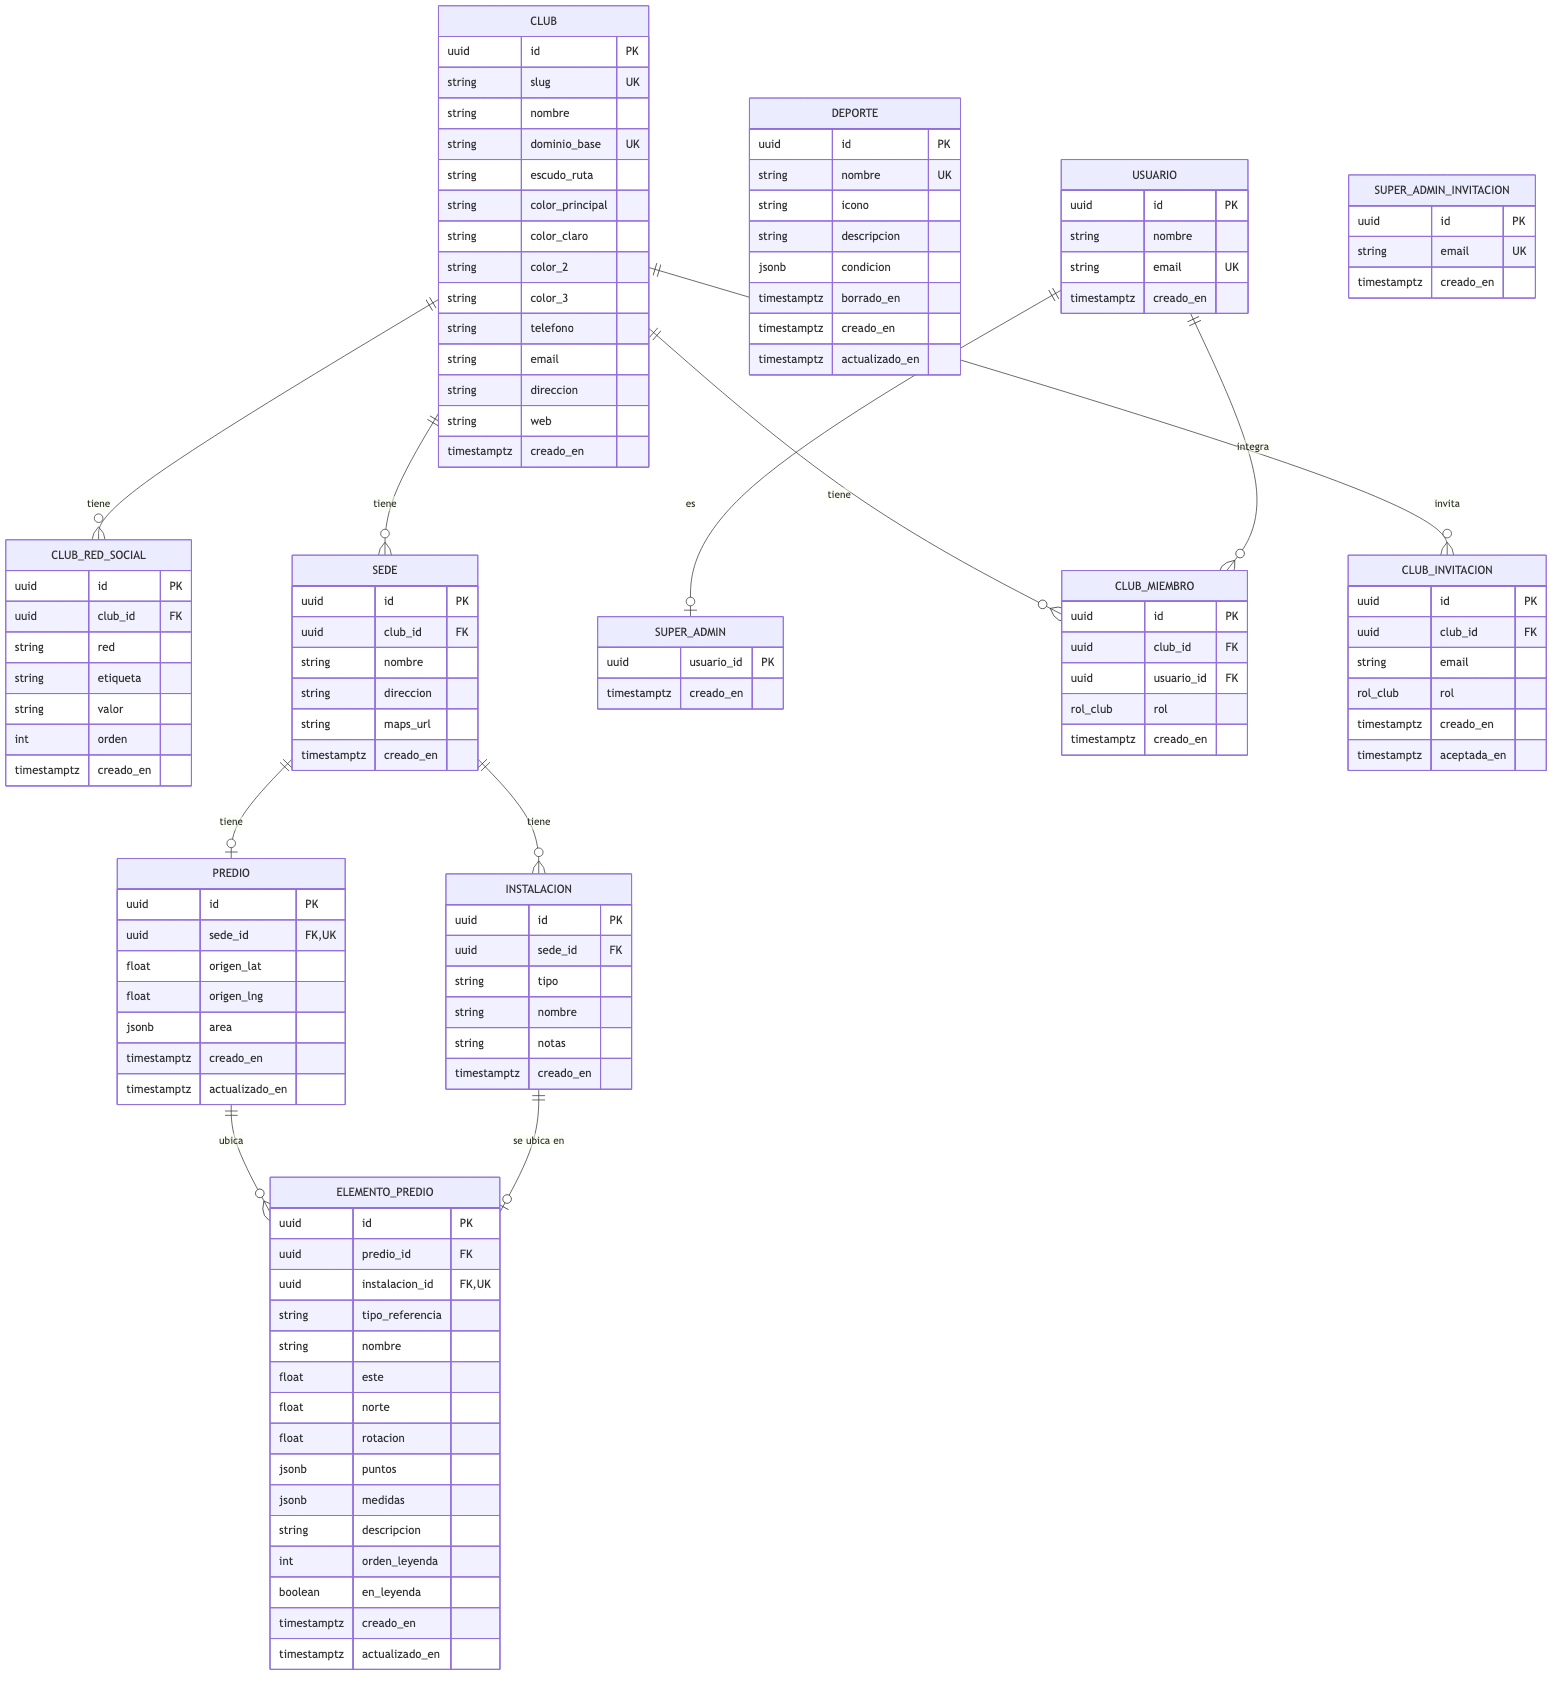 CLUB
uuid id PK
string slug UK
string nombre
string dominio_base UK
string escudo_ruta
string color_principal
string color_claro
string color_2
string color_3
string telefono
string email
string direccion
string web
timestamptz creado_en
DEPORTE
uuid id PK
string nombre UK
string icono
string descripcion
jsonb condicion
timestamptz borrado_en
timestamptz creado_en
timestamptz actualizado_en
USUARIO
uuid id PK
string nombre
string email UK
timestamptz creado_en
SUPER_ADMIN_INVITACION
uuid id PK
string email UK
timestamptz creado_en
tiene
tiene
es
tiene
integra
invita
CLUB_RED_SOCIAL
uuid id PK
uuid club_id FK
string red
string etiqueta
string valor
int orden
timestamptz creado_en
SEDE
uuid id PK
uuid club_id FK
string nombre
string direccion
string maps_url
timestamptz creado_en
SUPER_ADMIN
uuid usuario_id PK
timestamptz creado_en
CLUB_MIEMBRO
uuid id PK
uuid club_id FK
uuid usuario_id FK
rol_club rol
timestamptz creado_en
CLUB_INVITACION
uuid id PK
uuid club_id FK
string email
rol_club rol
timestamptz creado_en
timestamptz aceptada_en
tiene
tiene
PREDIO
uuid id PK
uuid sede_id FK,UK
float origen_lat
float origen_lng
jsonb area
timestamptz creado_en
timestamptz actualizado_en
INSTALACION
uuid id PK
uuid sede_id FK
string tipo
string nombre
string notas
timestamptz creado_en
ubica
se ubica en
ELEMENTO_PREDIO
uuid id PK
uuid predio_id FK
uuid instalacion_id FK,UK
string tipo_referencia
string nombre
float este
float norte
float rotacion
jsonb puntos
jsonb medidas
string descripcion
int orden_leyenda
boolean en_leyenda
timestamptz creado_en
timestamptz actualizado_en